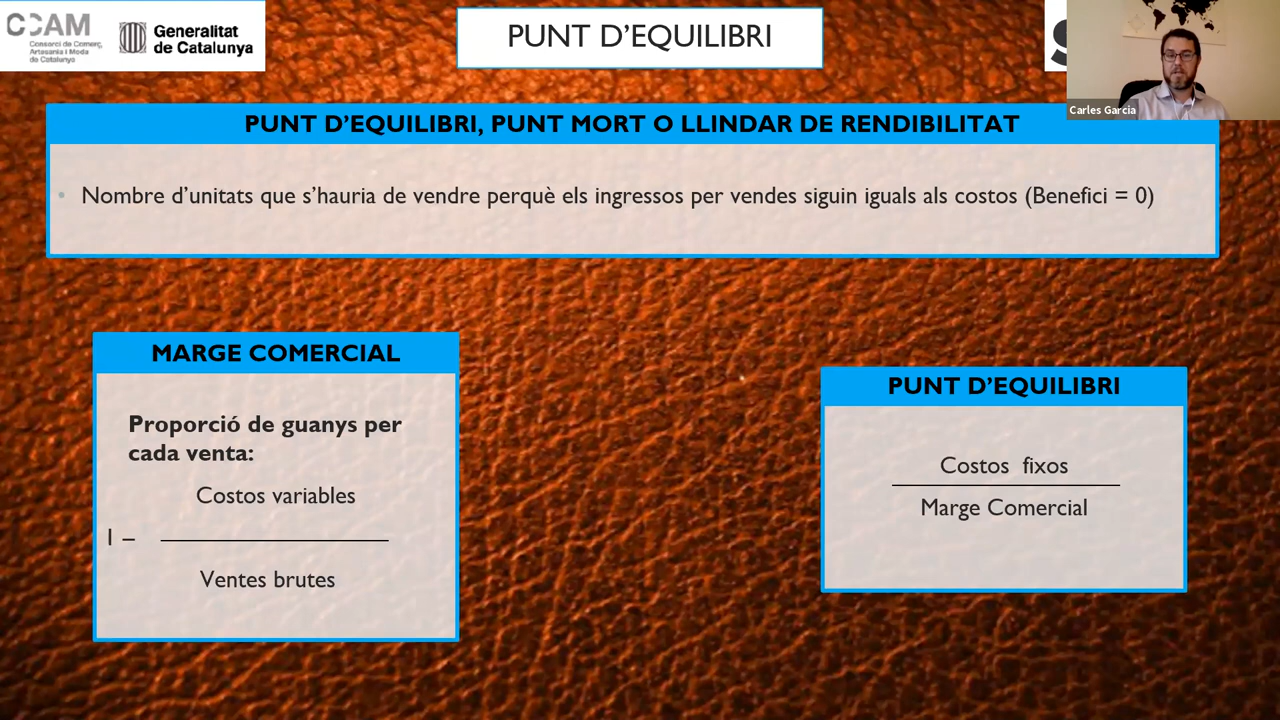 CCAM
Consorci de Comerç,
Artesania i Moda
de Catalunya
Generalitat
de Catalunya
PUNT D’EQUILIBRI
Carles Garcia
PUNT D’EQUILIBRI, PUNT MORT O LLINDAR DE RENDIBILITAT
• Nombre d’unitats que s’hauria de vendre perquè els ingressos per vendes siguin iguals als costos (Benefici = 0)
MARGE COMERCIAL
Proporció de guanys per
cada venta:
Costos variables
1 –
Ventes brutes
PUNT D’EQUILIBRI
Costos fixos
Marge Comercial